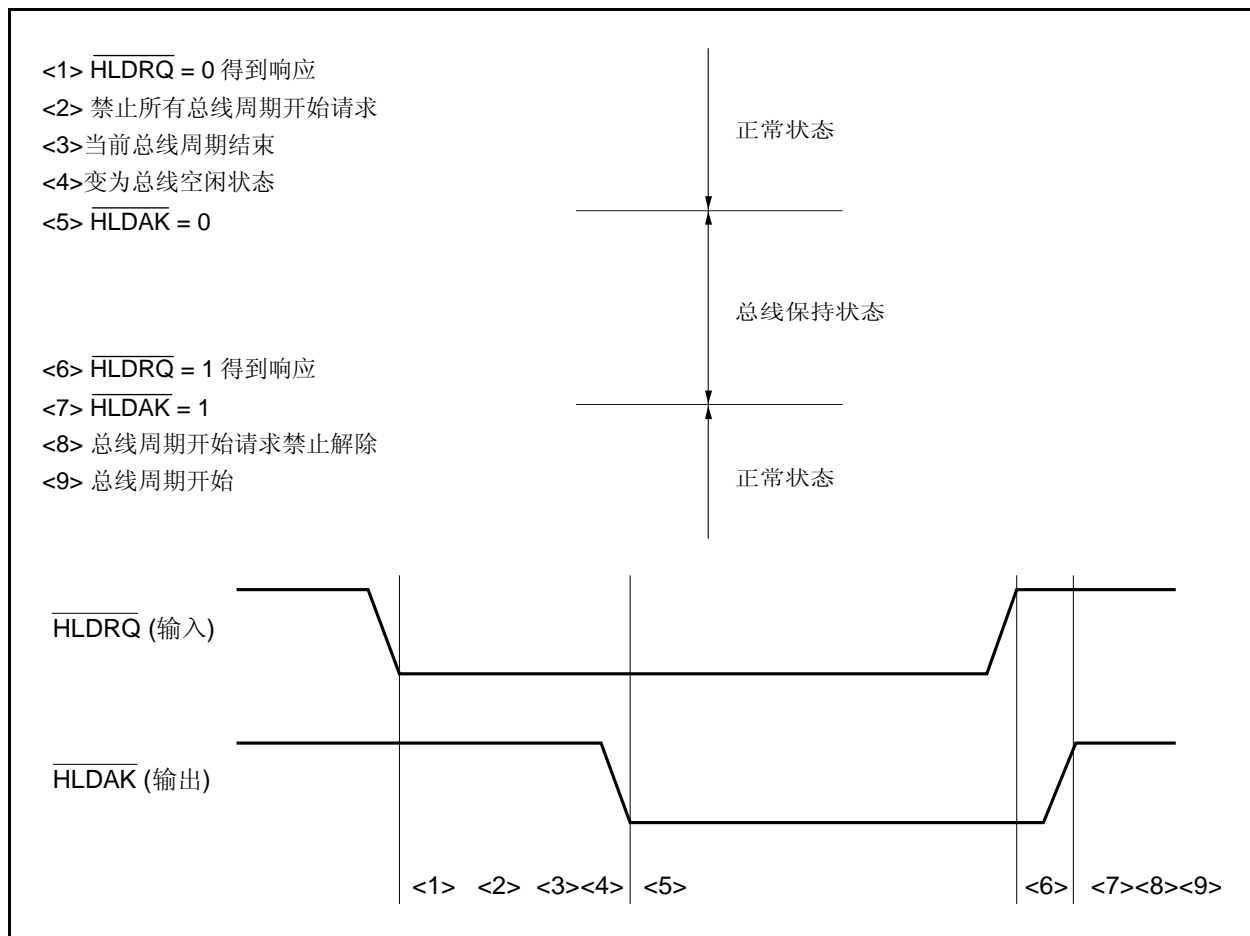 <1> HLDRQ = 0 得到响应
<2> 禁止所有总线周期开始请求
<3>当前总线周期结束
<4>变为总线空闲状态
<5> HLDAK = 0
正常状态
总线保持状态
<6> HLDRQ = 1 得到响应
<7> HLDAK = 1
<8> 总线周期开始请求禁止解除
<9> 总线周期开始
正常状态
HLDRQ (输入)
HLDAK (输出)
<1> <2> <3><4> <5> <6> <7><8><9>